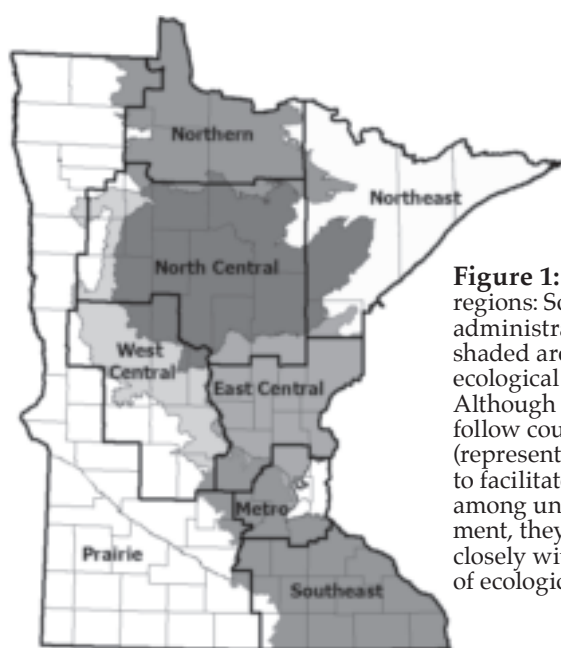 Northern
Northeast
North Central
West
Central
East Central
Metro
Prairie
Southeast
Figure 1:
regions: So
administra
shaded are
ecological
Although
follow cou
(represent
to facilitat
among un
ment, they
closely wi
of ecologic